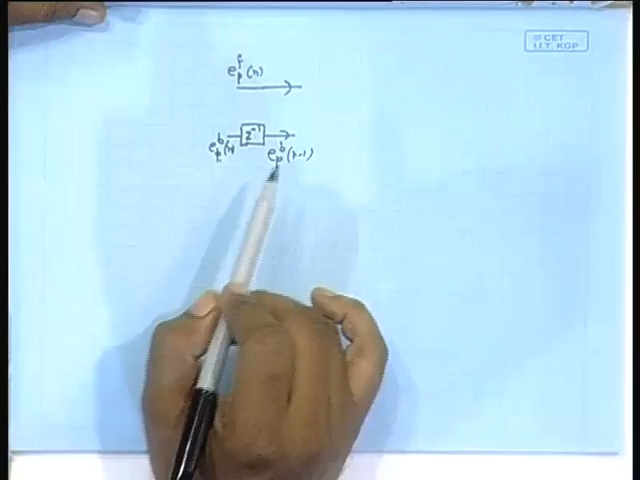 © CET
I.I.T. KGP
e_p^f(n)
z^-1
e_p^b(n)
e_p^b(n-1)